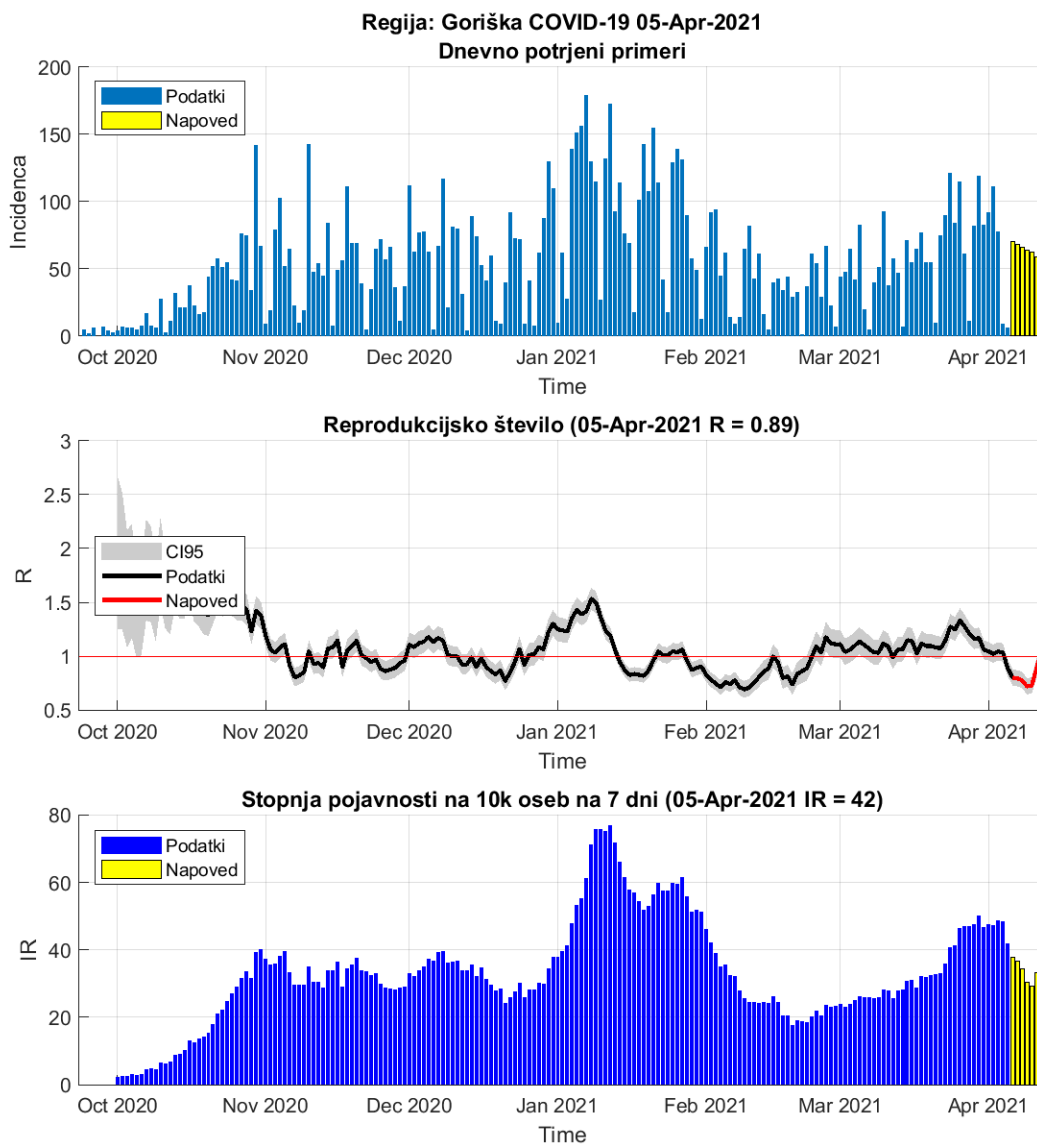 Regija: Goriška COVID-19 05-Apr-2021
Dnevno potrjeni primeri
200
150
100
50
0
Incidenca
Podatki
Napoved
Oct 2020 Nov 2020 Dec 2020 Jan 2021 Feb 2021 Mar 2021 Apr 2021
Time
Reprodukcijsko število (05-Apr-2021 R = 0.89)
3
2.5
2
1.5
1
0.5
R
CI95
Podatki
Napoved
Oct 2020 Nov 2020 Dec 2020 Jan 2021 Feb 2021 Mar 2021 Apr 2021
Time
Stopnja pojavnosti na 10k oseb na 7 dni (05-Apr-2021 IR = 42)
80
60
40
20
0
IR
Podatki
Napoved
Oct 2020 Nov 2020 Dec 2020 Jan 2021 Feb 2021 Mar 2021 Apr 2021
Time